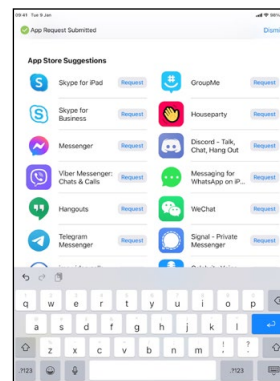 09:41 Tue 9 Jan
98%
App Request Submitted
Dismi
App Store Suggestions
Skype for iPad
Request
GroupMe
Request
Skype for
Business
Request
Houseparty
Request
Messenger
Request
Discord - Talk,
Chat, Hang Out
Request
Viber Messenger:
Chats & Calls
Request
Messaging for
WhatsApp on iP...
Request
Hangouts
Request
WeChat
Request
Telegram
Messenger
Request
Signal - Private
Messenger
Request
q w e r t y u i o p
a s d f g h j k l
z x c v b n m ! ?
.?123
.?123